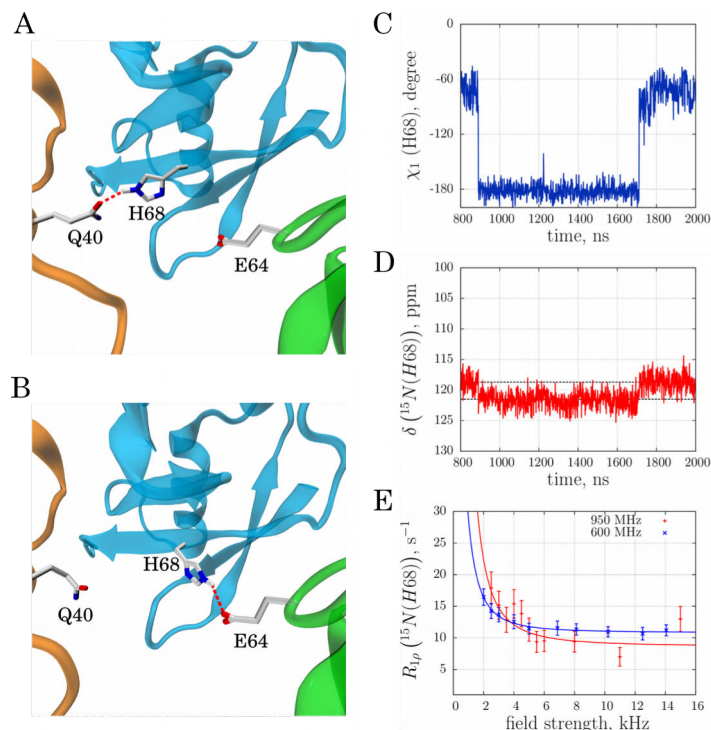 A
Q40
H68
E64
B
H68
Q40
E64
C
χ₁ (H68), degree
0
-60
-120
-180
800 1000 1200 1400 1600 1800 2000
time, ns
D
δ (¹⁵N(H68)), ppm
100
105
110
115
120
125
130
800 1000 1200 1400 1600 1800 2000
time, ns
E
R₁ρ (¹⁵N(H68)), s⁻¹
30
25
20
15
10
5
950 MHz
600 MHz
0 2 4 6 8 10 12 14 16
field strength, kHz